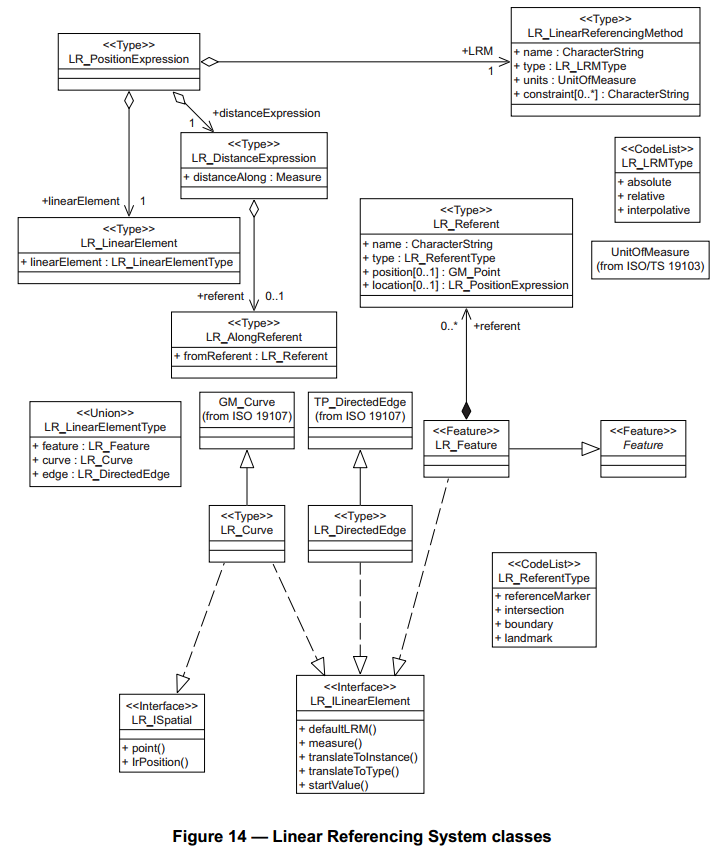 <<Type>>
LR_PositionExpression
+LRM
1
<<Type>>
LR_LinearReferencingMethod
+ name : CharacterString
+ type : LR_LRMType
+ units : UnitOfMeasure
+ constraint[0..*] : CharacterString
+distanceExpression
1
<<Type>>
LR_DistanceExpression
+ distanceAlong : Measure
<<CodeList>>
LR_LRMType
+ absolute
+ relative
+ interpolative
+linearElement
1
<<Type>>
LR_LinearElement
+ linearElement : LR_LinearElementType
<<Type>>
LR_Referent
+ name : CharacterString
+ type : LR_ReferentType
+ position[0..1] : GM_Point
+ location[0..1] : LR_PositionExpression
UnitOfMeasure
(from ISO/TS 19103)
+referent
0..1
<<Type>>
LR_AlongReferent
+ fromReferent : LR_Referent
0..*
+referent
<<Union>>
LR_LinearElementType
+ feature : LR_Feature
+ curve : LR_Curve
+ edge : LR_DirectedEdge
GM_Curve
(from ISO 19107)
TP_DirectedEdge
(from ISO 19107)
<<Feature>>
LR_Feature
<<Feature>>
Feature
<<Type>>
LR_Curve
<<Type>>
LR_DirectedEdge
<<CodeList>>
LR_ReferentType
+ referenceMarker
+ intersection
+ boundary
+ landmark
<<Interface>>
LR_ISpatial
+ point()
+ lrPosition()
<<Interface>>
LR_ILinearElement
+ defaultLRM()
+ measure()
+ translateToInstance()
+ translateToType()
+ startValue()
Figure 14 — Linear Referencing System classes